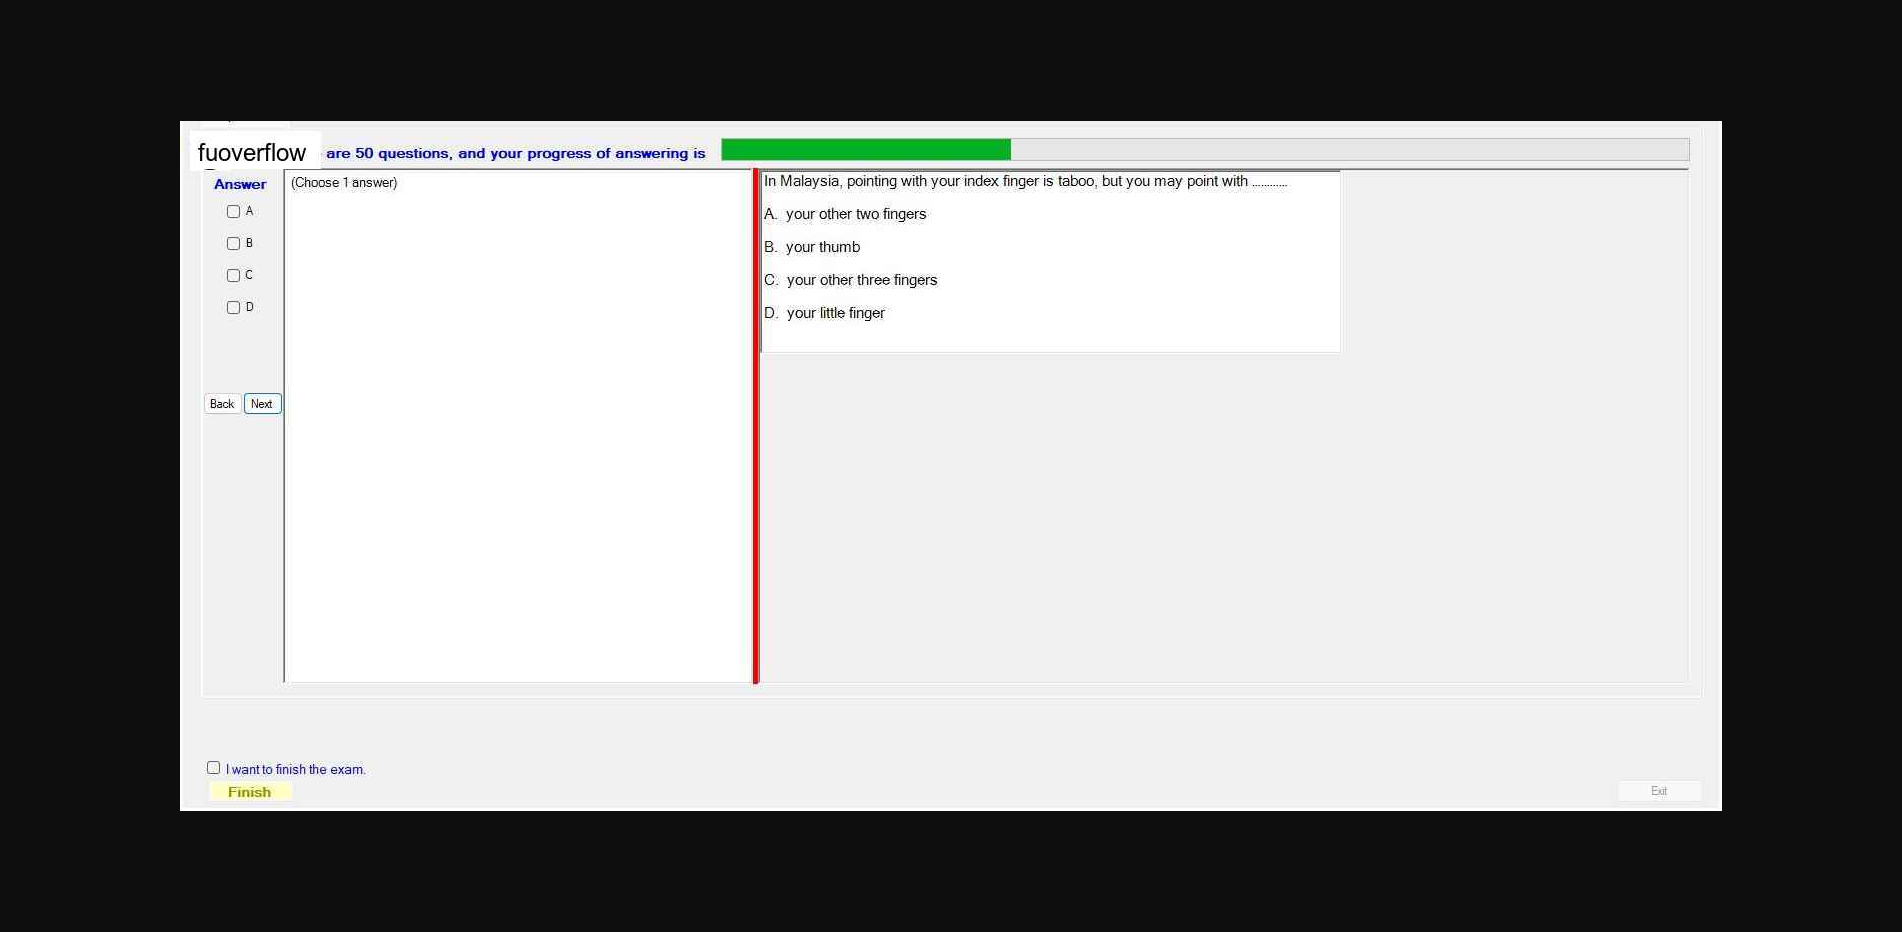 fuoverflow are 50 questions, and your progress of answering is
Answer
(Choose 1 answer)
A
B
C
D
Back Next
In Malaysia, pointing with your index finger is taboo, but you may point with ............
A. your other two fingers
B. your thumb
C. your other three fingers
D. your little finger
I want to finish the exam.
Finish
Exit